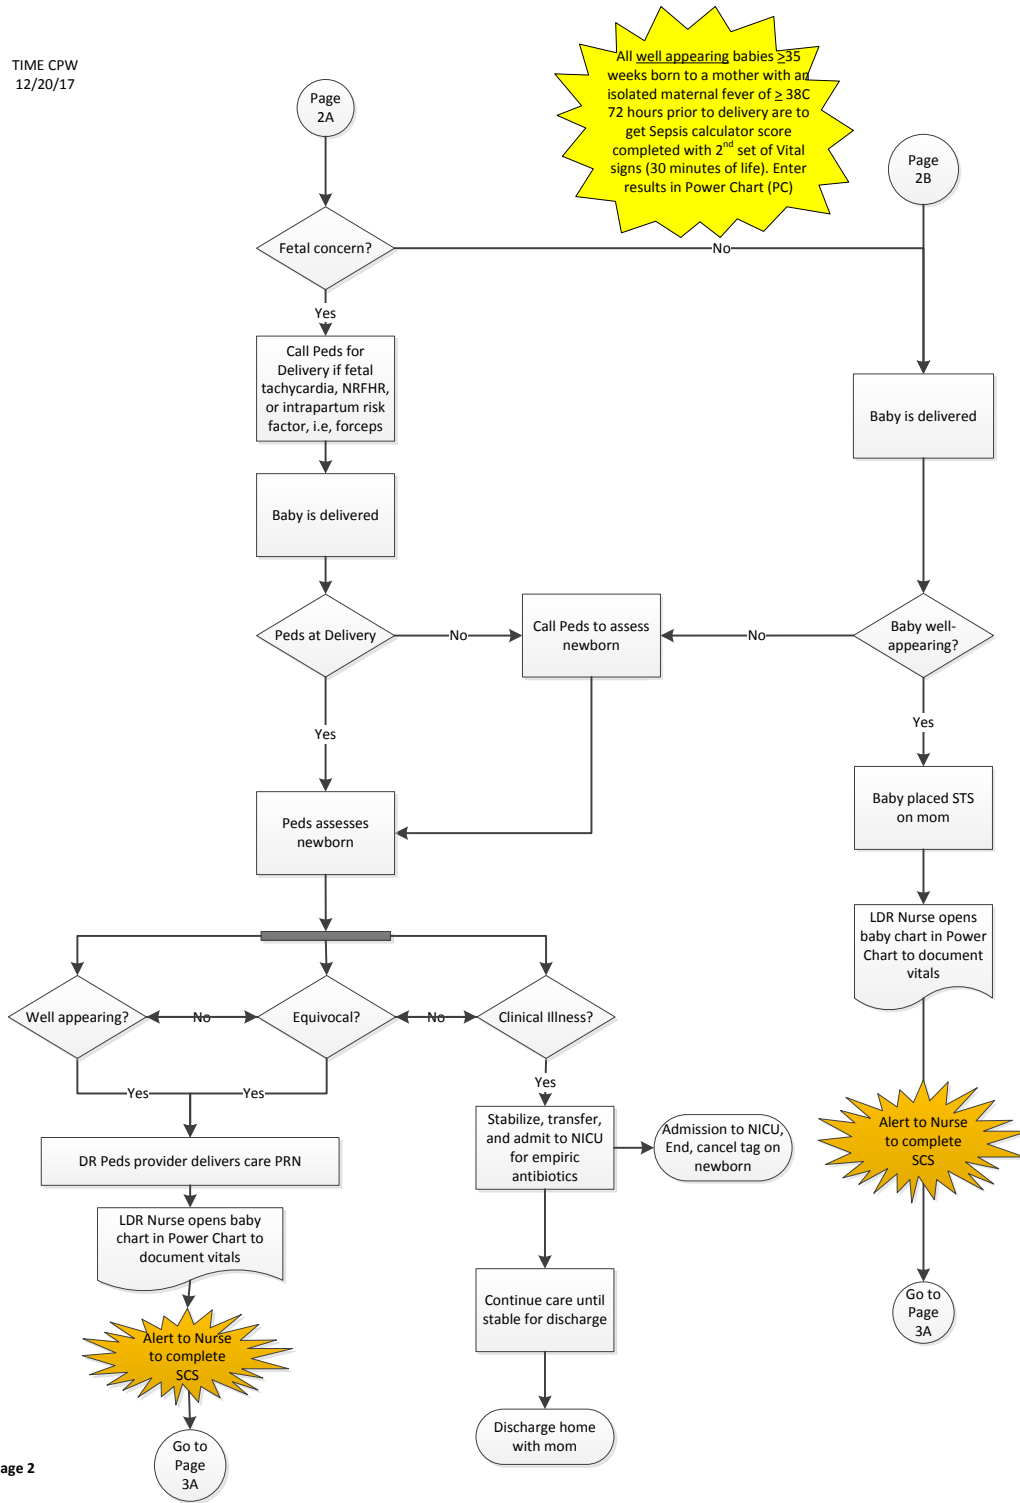 TIME CPW
12/20/17
All well appearing babies ≥35
weeks born to a mother with an
isolated maternal fever of ≥ 38C
72 hours prior to delivery are to
get Sepsis calculator score
completed with 2nd set of Vital
signs (30 minutes of life). Enter
results in Power Chart (PC)
Page
2A
Page
2B
Fetal concern?
No
Yes
Call Peds for
Delivery if fetal
tachycardia, NRFHR,
or intrapartum risk
factor, i.e, forceps
Baby is delivered
Baby is delivered
Peds at Delivery
No
Call Peds to assess
newborn
No
Baby well-
appearing?
Yes
Yes
Peds assesses
newborn
Baby placed STS
on mom
LDR Nurse opens
baby chart in Power
Chart to document
vitals
Well appearing?
No
Equivocal?
No
Clinical Illness?
Yes
Yes
Yes
Stabilize, transfer,
and admit to NICU
for empiric
antibiotics
Admission to NICU,
End, cancel tag on
newborn
Alert to Nurse
to complete
SCS
DR Peds provider delivers care PRN
LDR Nurse opens baby
chart in Power Chart to
document vitals
Continue care until
stable for discharge
Go to
Page
3A
Alert to Nurse
to complete
SCS
Discharge home
with mom
Go to
Page
3A
age 2